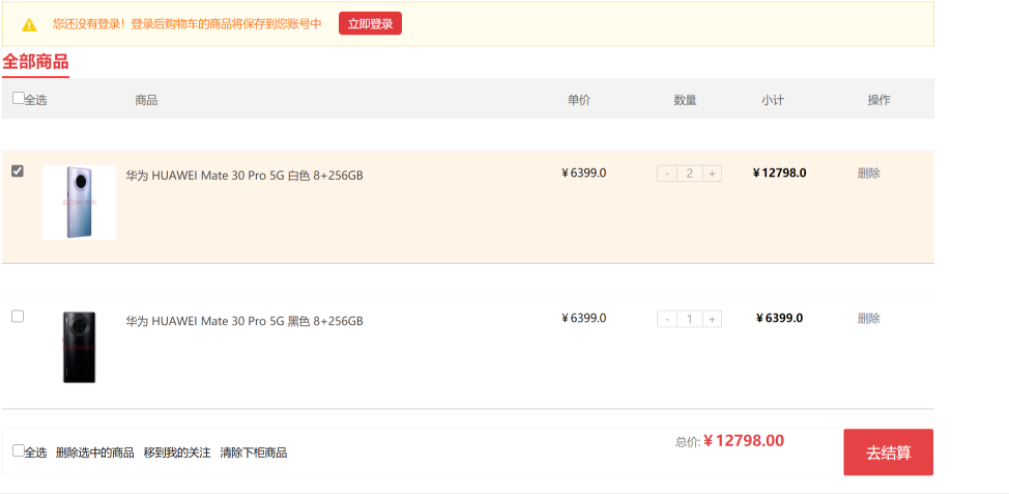 您还没有登录！登录后购物车的商品将保存到您账号中 立即登录
全部商品
全选 商品 单价 数量 小计 操作
华为 HUAWEI Mate 30 Pro 5G 白色 8+256GB ¥6399.0 - 2 + ¥12798.0 删除
华为 HUAWEI Mate 30 Pro 5G 黑色 8+256GB ¥6399.0 - 1 + ¥6399.0 删除
全选 删除选中的商品 移到我的关注 清除下柜商品 总价: ¥12798.00 去结算